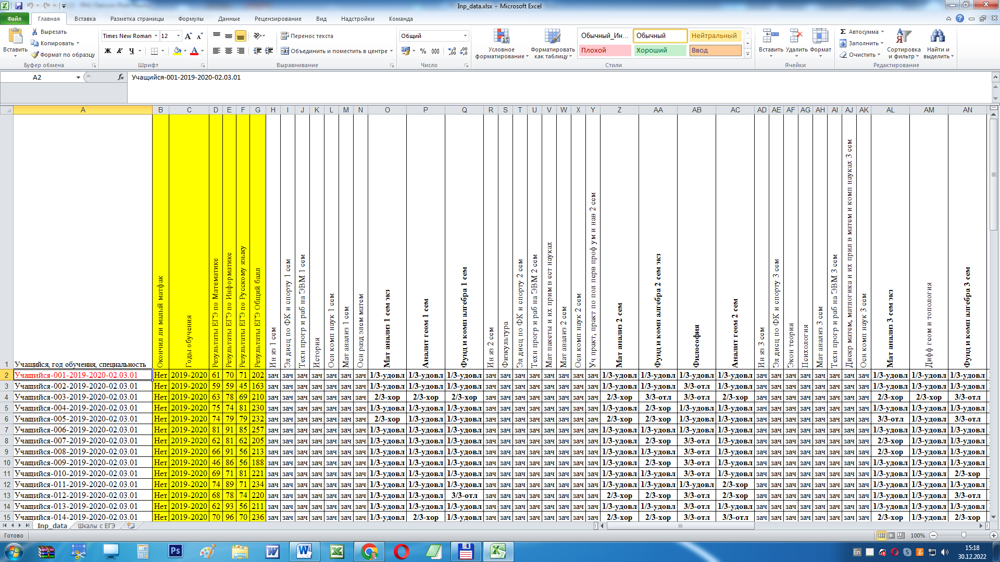 Inp_data.xlsx - Microsoft Excel
Файл Главная Вставка Разметка страницы Формулы Данные Рецензирование Вид Надстройки Команда
Вставить Вырезать Копировать Формат по образцу
Буфер обмена
Times New Roman 12
Ж К Ч
Шрифт
Перенос текста
Объединить и поместить в центре
Выравнивание
Общий
% 000
Число
Условное форматирование Форматировать как таблицу
Обычный_Ин... Обычный Нейтральный
Плохой Хороший Ввод
Стили
Вставить Удалить Формат
Ячейки
Σ Автосумма Заполнить Очистить
Сортировка и фильтр Найти и выделить
Редактирование
A2 fx Учащийся-001-2019-2020-02.03.01
A B C D E F G H I J K L M N O P Q R S T U V W X Y Z AA AB AC AD AE AF AG AH AI AJ AK AL AM AN
1 Учащийся, год обучения, специальность
Окончил ли малый матфак
Годы обучения
Результаты ЕГЭ по Математике
Результаты ЕГЭ по Информатике
Результаты ЕГЭ по Русскому языку
Результаты ЕГЭ Общий балл
Ин яз 1 сем
Эл дисц по ФК и спорту 1 сем
Техн прогр и раб на ЭВМ 1 сем
История
Осн комп наук 1 сем
Мат анализ 1 сем
Осн разд элем матем
Мат анализ 1 сем экз
Аналит геом 1 сем
Фунд и комп алгебра 1 сем
Ин яз 2 сем
Физкультура
Эл дисц по ФК и спорту 2 сем
Техн прогр и раб на ЭВМ 2 сем
Мат пакеты и их прим в ест науках
Мат анализ 2 сем
Осн комп наук 2 сем
Уч практ, практ по пол перв проф ум и нав 2 сем
Мат анализ 2 сем
Фунд и комп алгебра 2 сем экз
Философия
Аналит геом 2 сем
Ин яз 3 сем
Эл дисц по ФК и спорту 3 сем
Экон теория
Психология
Мат анализ 3 сем
Техн прогр и раб на ЭВМ 3 сем
Дискр матем, матлогика и их прил в матем и комп науках 3 сем
Осн комп наук 3 сем
Мат анализ 3 сем экз
Дифф геом и топология
Фунд и комп алгебра 3 сем
2 Учащийся-001-2019-2020-02.03.01 Нет 2019-2020 61 70 71 202 зач зач зач зач зач зач зач 1/3-удовл 1/3-удовл 1/3-удовл зач зач зач зач зач зач зач зач 1/3-удовл 1/3-удовл 1/3-удовл 1/3-удовл зач зач зач зач зач зач зач зач 1/3-удовл 1/3-удовл 1/3-удовл
3 Учащийся-002-2019-2020-02.03.01 Нет 2019-2020 59 59 45 163 зач зач зач зач зач зач зач 1/3-удовл 1/3-удовл 1/3-удовл зач зач зач зач зач зач зач зач 1/3-удовл 1/3-удовл 3/3-отл 1/3-удовл зач зач зач зач зач зач зач зач 1/3-удовл 1/3-удовл 1/3-удовл
4 Учащийся-003-2019-2020-02.03.01 Нет 2019-2020 63 78 69 210 зач зач зач зач зач зач зач 2/3-хор 2/3-хор 2/3-хор зач зач зач зач зач зач зач зач 2/3-хор 3/3-отл 3/3-отл 2/3-хор зач зач зач зач зач зач зач зач 2/3-хор 2/3-хор 3/3-отл
5 Учащийся-004-2019-2020-02.03.01 Нет 2019-2020 75 74 81 230 зач зач зач зач зач зач зач 1/3-удовл 1/3-удовл 1/3-удовл зач зач зач зач зач зач зач зач 1/3-удовл 2/3-хор 1/3-удовл 1/3-удовл зач зач зач зач зач зач зач зач 1/3-удовл 1/3-удовл 1/3-удовл
6 Учащийся-005-2019-2020-02.03.01 Нет 2019-2020 74 79 79 232 зач зач зач зач зач зач зач 2/3-хор 1/3-удовл 1/3-удовл зач зач зач зач зач зач зач зач 2/3-хор 2/3-хор 1/3-удовл 1/3-удовл зач зач зач зач зач зач зач зач 3/3-отл 1/3-удовл 3/3-отл
7 Учащийся-006-2019-2020-02.03.01 Нет 2019-2020 81 91 85 257 зач зач зач зач зач зач зач 1/3-удовл 1/3-удовл 1/3-удовл зач зач зач зач зач зач зач зач 1/3-удовл 1/3-удовл 1/3-удовл 1/3-удовл зач зач зач зач зач зач зач зач 1/3-удовл 1/3-удовл 1/3-удовл
8 Учащийся-007-2019-2020-02.03.01 Нет 2019-2020 62 81 62 205 зач зач зач зач зач зач зач 1/3-удовл 1/3-удовл 1/3-удовл зач зач зач зач зач зач зач зач 1/3-удовл 2/3-хор 3/3-отл 1/3-удовл зач зач зач зач зач зач зач зач 2/3-хор 1/3-удовл 1/3-удовл
9 Учащийся-008-2019-2020-02.03.01 Нет 2019-2020 66 91 56 213 зач зач зач зач зач зач зач 1/3-удовл 1/3-удовл 1/3-удовл зач зач зач зач зач зач зач зач 1/3-удовл 1/3-удовл 3/3-отл 1/3-удовл зач зач зач зач зач зач зач зач 2/3-хор 1/3-удовл 1/3-удовл
10 Учащийся-009-2019-2020-02.03.01 Нет 2019-2020 46 86 56 188 зач зач зач зач зач зач зач 1/3-удовл 1/3-удовл 1/3-удовл зач зач зач зач зач зач зач зач 1/3-удовл 2/3-хор 3/3-отл 1/3-удовл зач зач зач зач зач зач зач зач 1/3-удовл 1/3-удовл 1/3-удовл
11 Учащийся-010-2019-2020-02.03.01 Нет 2019-2020 69 71 81 221 зач зач зач зач зач зач зач 1/3-удовл 1/3-удовл 1/3-удовл зач зач зач зач зач зач зач зач 1/3-удовл 1/3-удовл 3/3-отл 1/3-удовл зач зач зач зач зач зач зач зач 1/3-удовл 1/3-удовл 2/3-хор
12 Учащийся-011-2019-2020-02.03.01 Нет 2019-2020 74 89 71 234 зач зач зач зач зач зач зач 1/3-удовл 1/3-удовл 1/3-удовл зач зач зач зач зач зач зач зач 1/3-удовл 1/3-удовл 1/3-удовл 2/3-хор зач зач зач зач зач зач зач зач 1/3-удовл 1/3-удовл 1/3-удовл
13 Учащийся-012-2019-2020-02.03.01 Нет 2019-2020 68 78 74 220 зач зач зач зач зач зач зач 1/3-удовл 1/3-удовл 3/3-отл зач зач зач зач зач зач зач зач 2/3-хор 2/3-хор 3/3-отл 2/3-хор зач зач зач зач зач зач зач зач 1/3-удовл 1/3-удовл 3/3-отл
14 Учащийся-013-2019-2020-02.03.01 Нет 2019-2020 62 93 56 211 зач зач зач зач зач зач зач 1/3-удовл 1/3-удовл 1/3-удовл зач зач зач зач зач зач зач зач 1/3-удовл 1/3-удовл 3/3-отл 1/3-удовл зач зач зач зач зач зач зач зач 1/3-удовл 1/3-удовл 1/3-удовл
15 Учащийся-014-2019-2020-02.03.01 Нет 2019-2020 70 96 70 236 зач зач зач зач зач зач зач 1/3-удовл 2/3-хор 1/3-удовл зач зач зач зач зач зач зач зач 2/3-хор 2/3-хор 3/3-отл 3/3-отл зач зач зач зач зач зач зач зач 2/3-хор 1/3-удовл 2/3-хор
Inp_data Шкалы с ЕГЭ
Готово 100%
En 15:18
30.12.2022